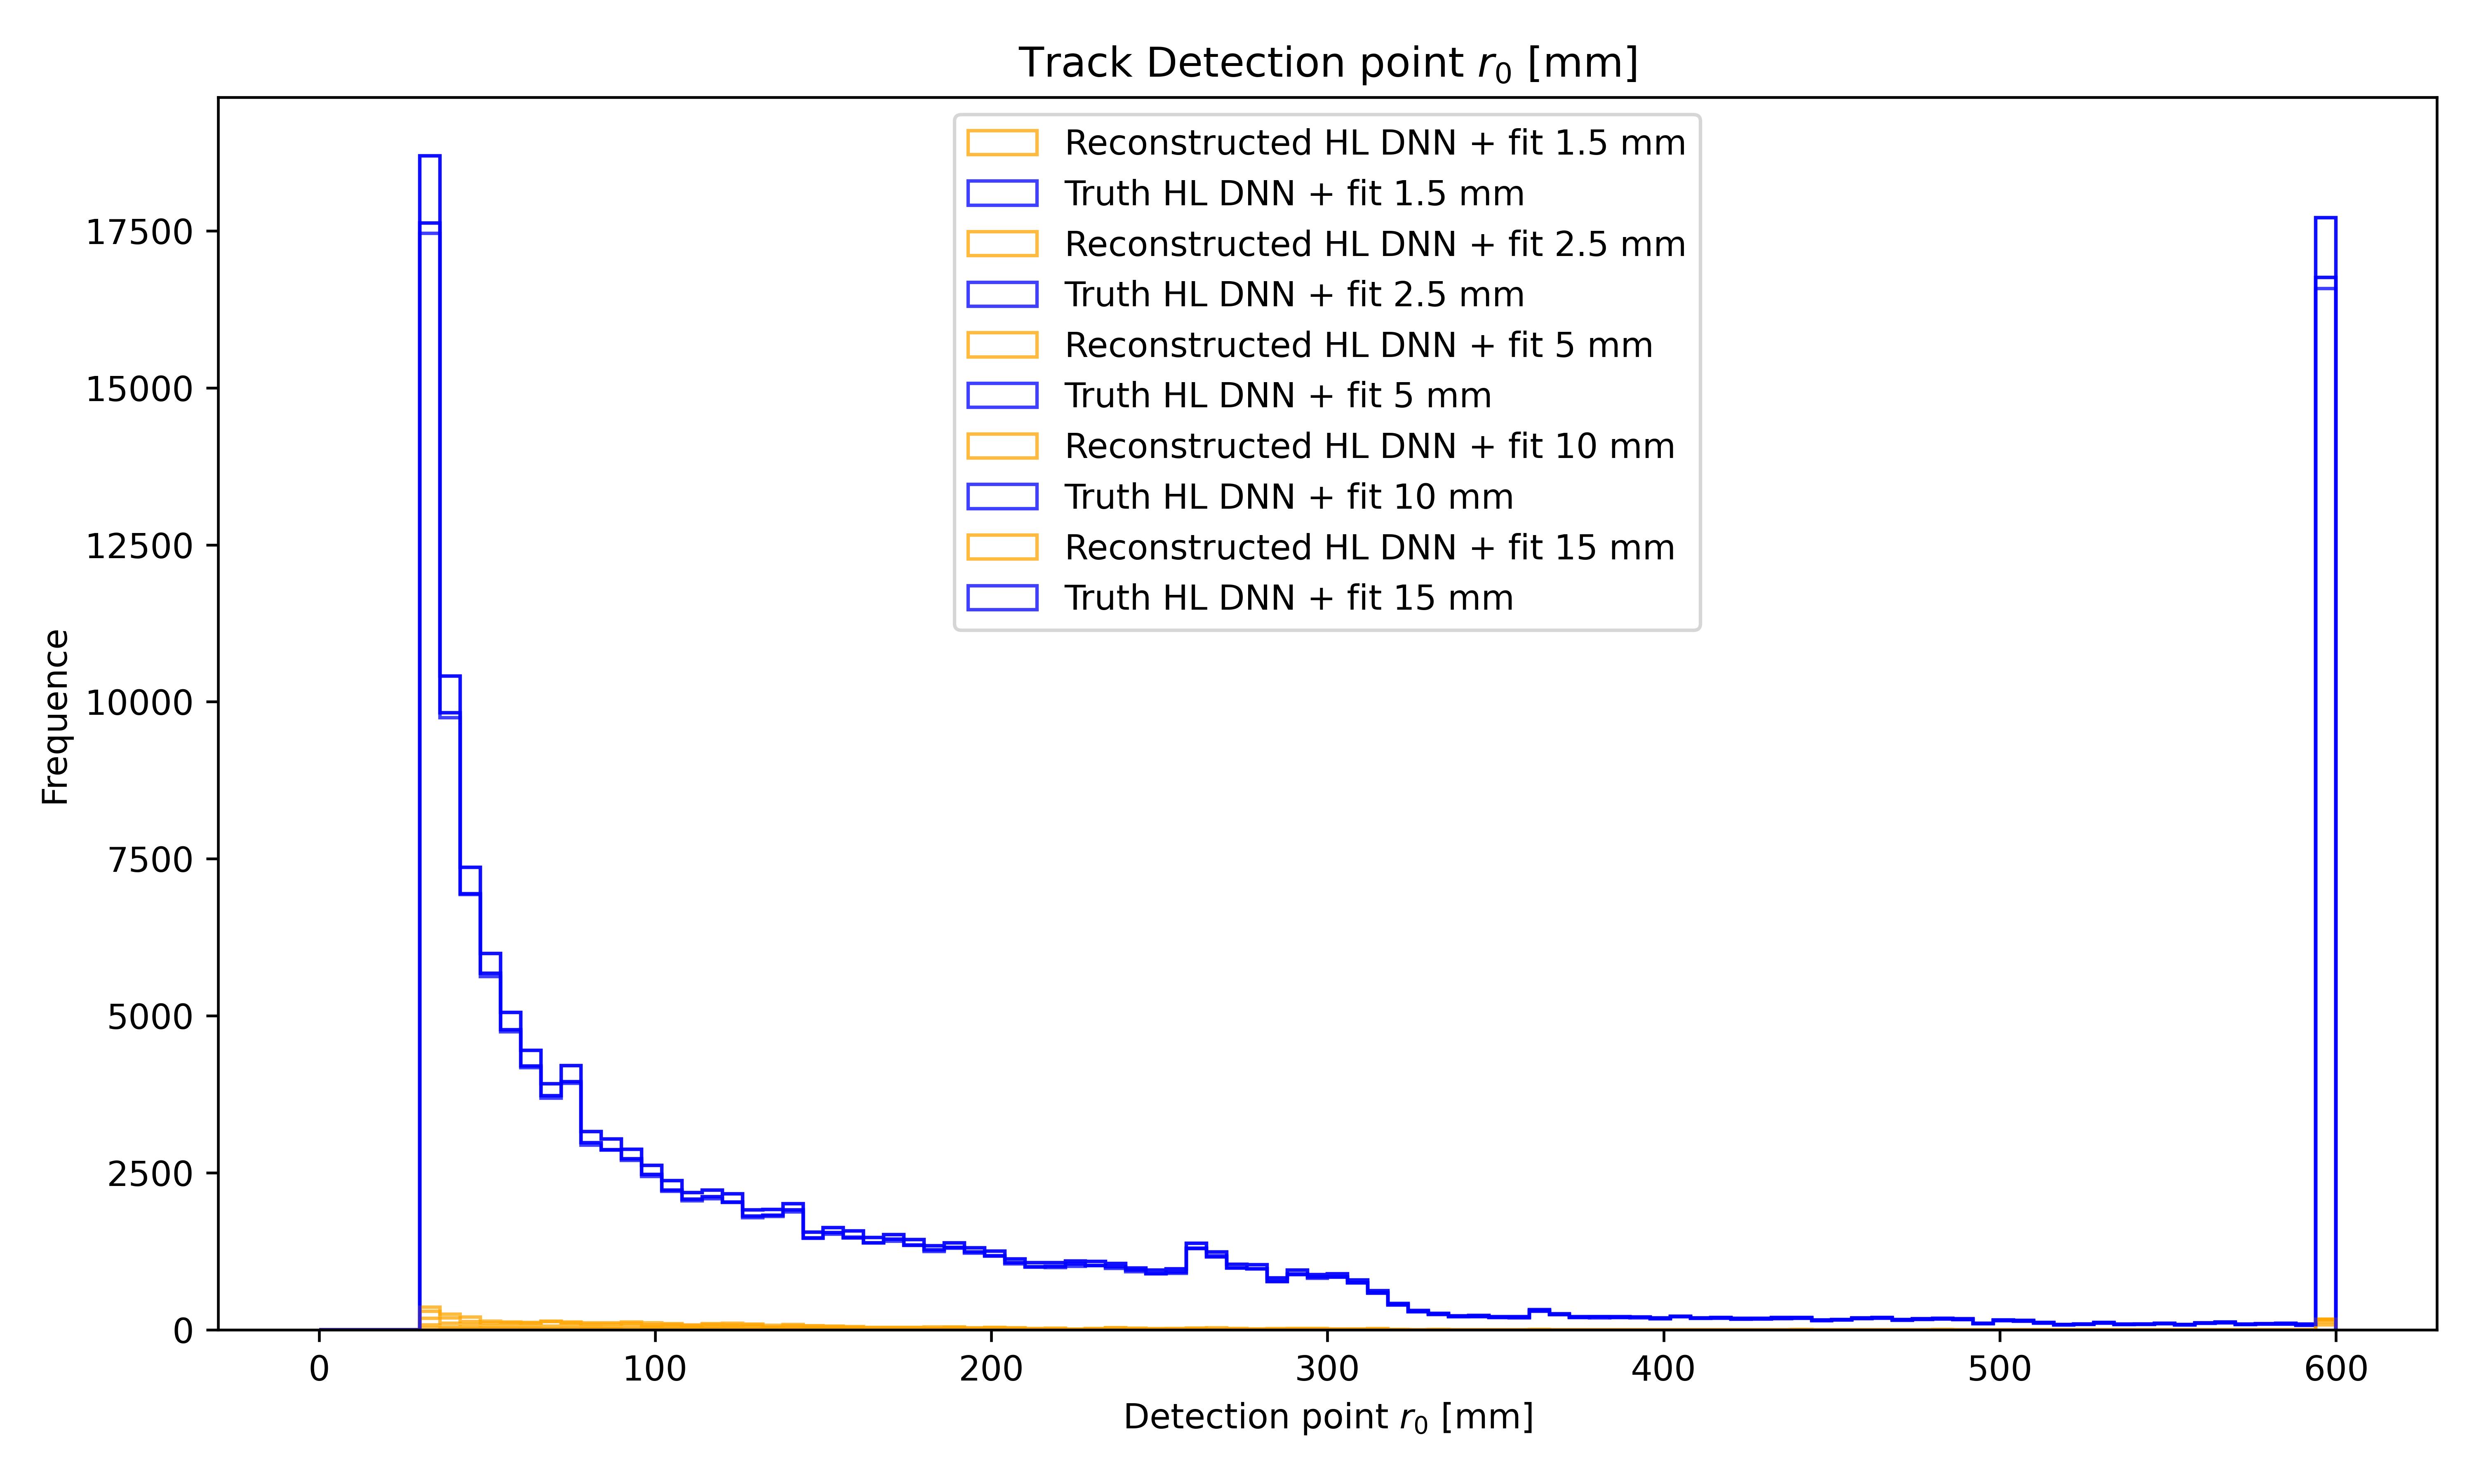 Track Detection point r₀ [mm]
Reconstructed HL DNN + fit 1.5 mm
Truth HL DNN + fit 1.5 mm
Reconstructed HL DNN + fit 2.5 mm
Truth HL DNN + fit 2.5 mm
Reconstructed HL DNN + fit 5 mm
Truth HL DNN + fit 5 mm
Reconstructed HL DNN + fit 10 mm
Truth HL DNN + fit 10 mm
Reconstructed HL DNN + fit 15 mm
Truth HL DNN + fit 15 mm
17500
15000
12500
10000
7500
5000
2500
0
Frequence
0 100 200 300 400 500 600
Detection point r₀ [mm]